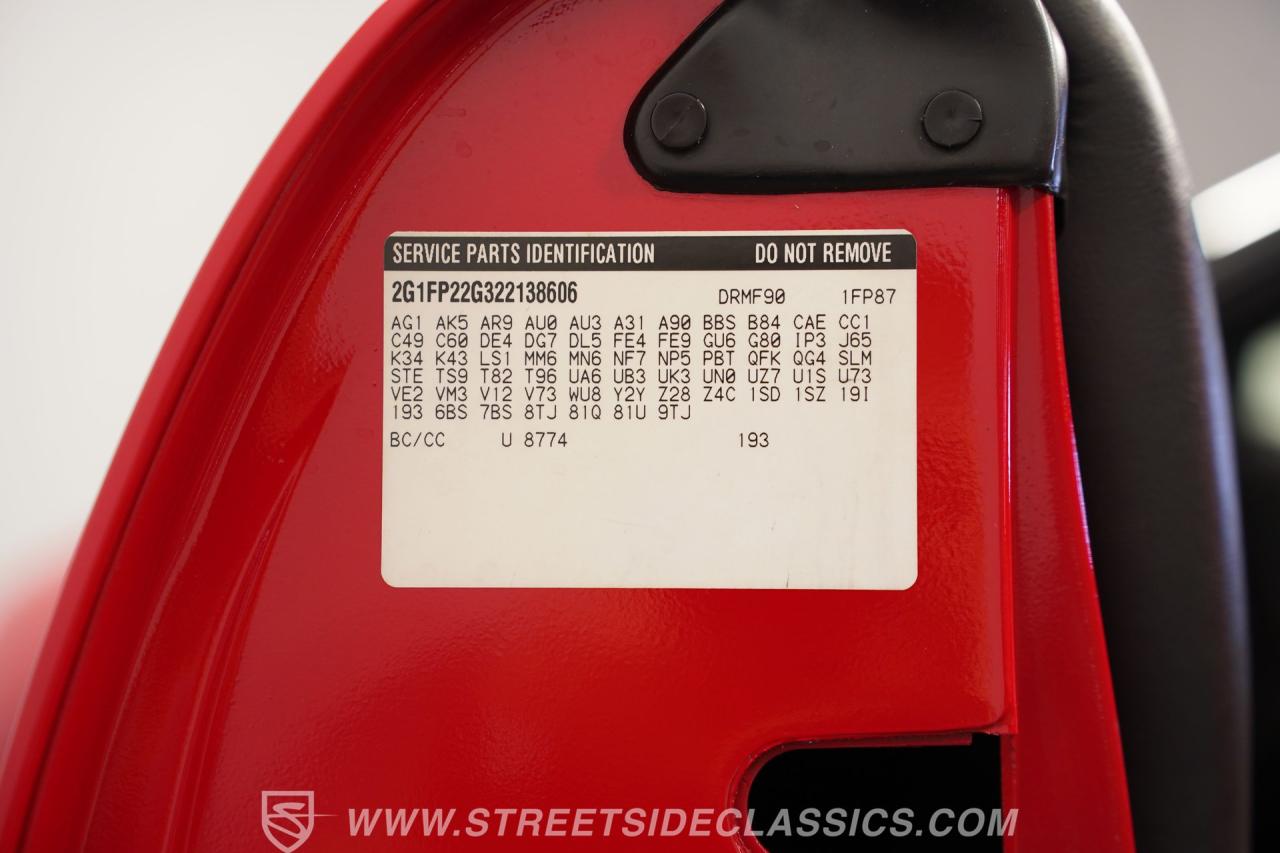 SERVICE PARTS IDENTIFICATION DO NOT REMOVE
2G1FP22G322138606 DRMF90 1FP87
AG1 AK5 AR9 AU0 AU3 A31 A90 BBS B84 CAE CC1
C49 C60 DE4 DG7 DL5 FE4 FE9 GU6 G80 IP3 J65
K34 K43 LS1 MM6 MN6 NF7 NP5 PBT QFK QG4 SLM
STE TS9 T82 T96 UA6 UB3 UK3 UN0 UZ7 U1S U73
VE2 VM3 V12 V73 WU8 Y2Y Z28 Z4C 1SD 1SZ 19I
193 6BS 7BS 8TJ 81Q 81U 9TJ
BC/CC U 8774 193
WWW.STREETSIDECLASSICS.COM